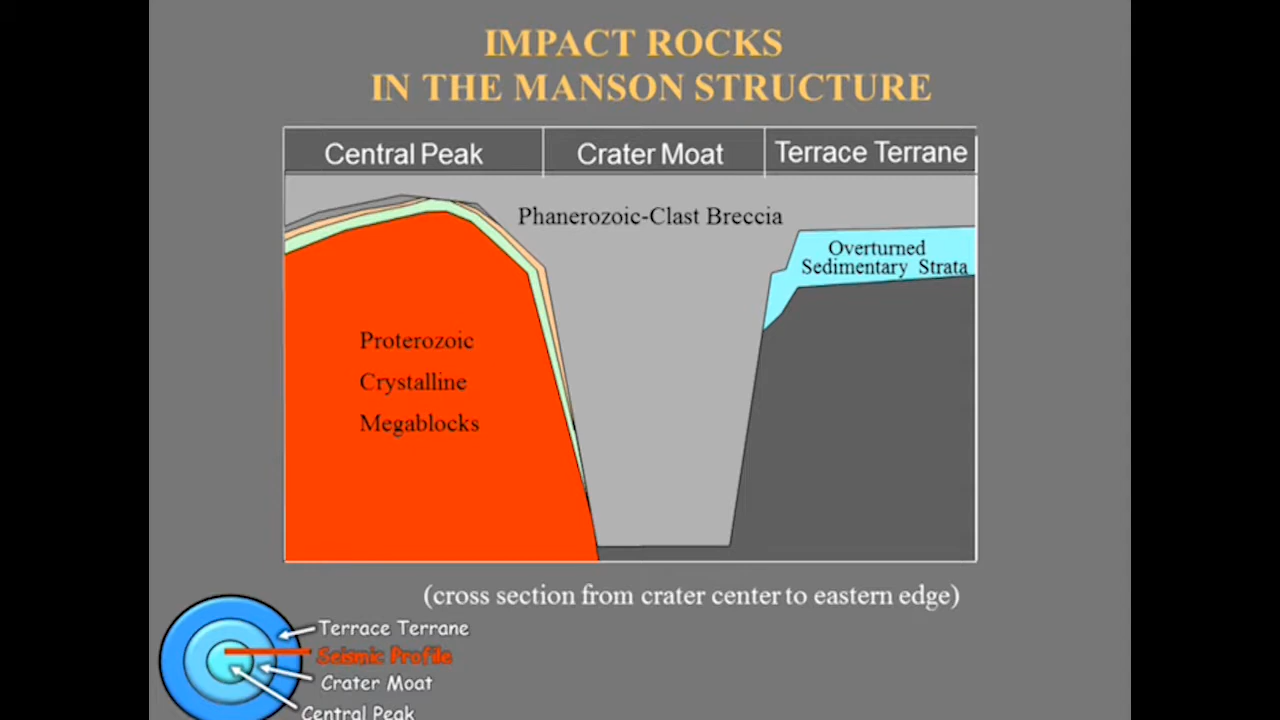 IMPACT ROCKS
IN THE MANSON STRUCTURE
Central Peak
Crater Moat
Terrace Terrane
Phanerozoic-Clast Breccia
Overturned
Sedimentary Strata
Proterozoic
Crystalline
Megablocks
(cross section from crater center to eastern edge)
Terrace Terrane
Seismic Profile
Crater Moat
Central Peak